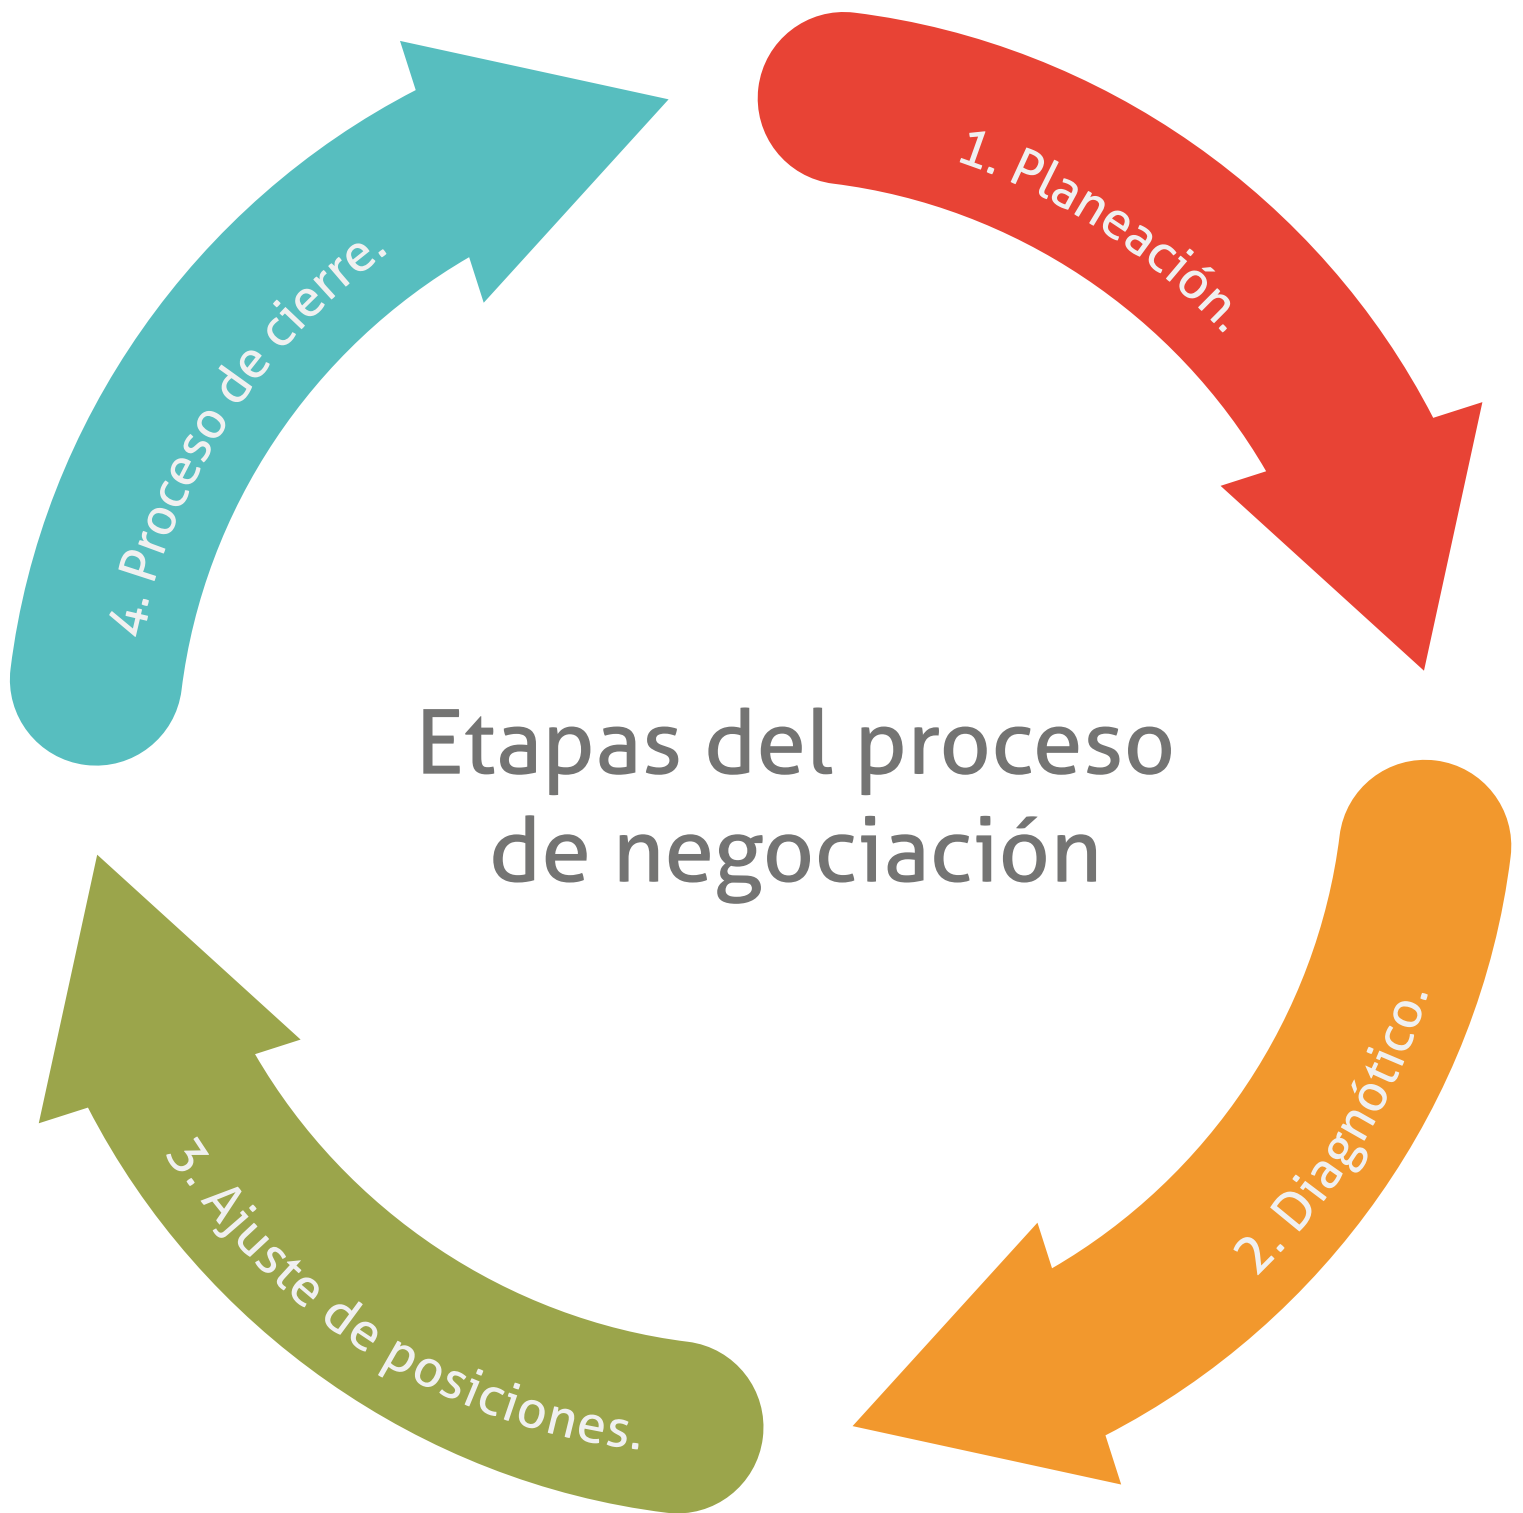 1. Planeación.
2. Diagnótico.
3. Ajuste de posiciones.
4. Proceso de cierre.
Etapas del proceso
de negociación